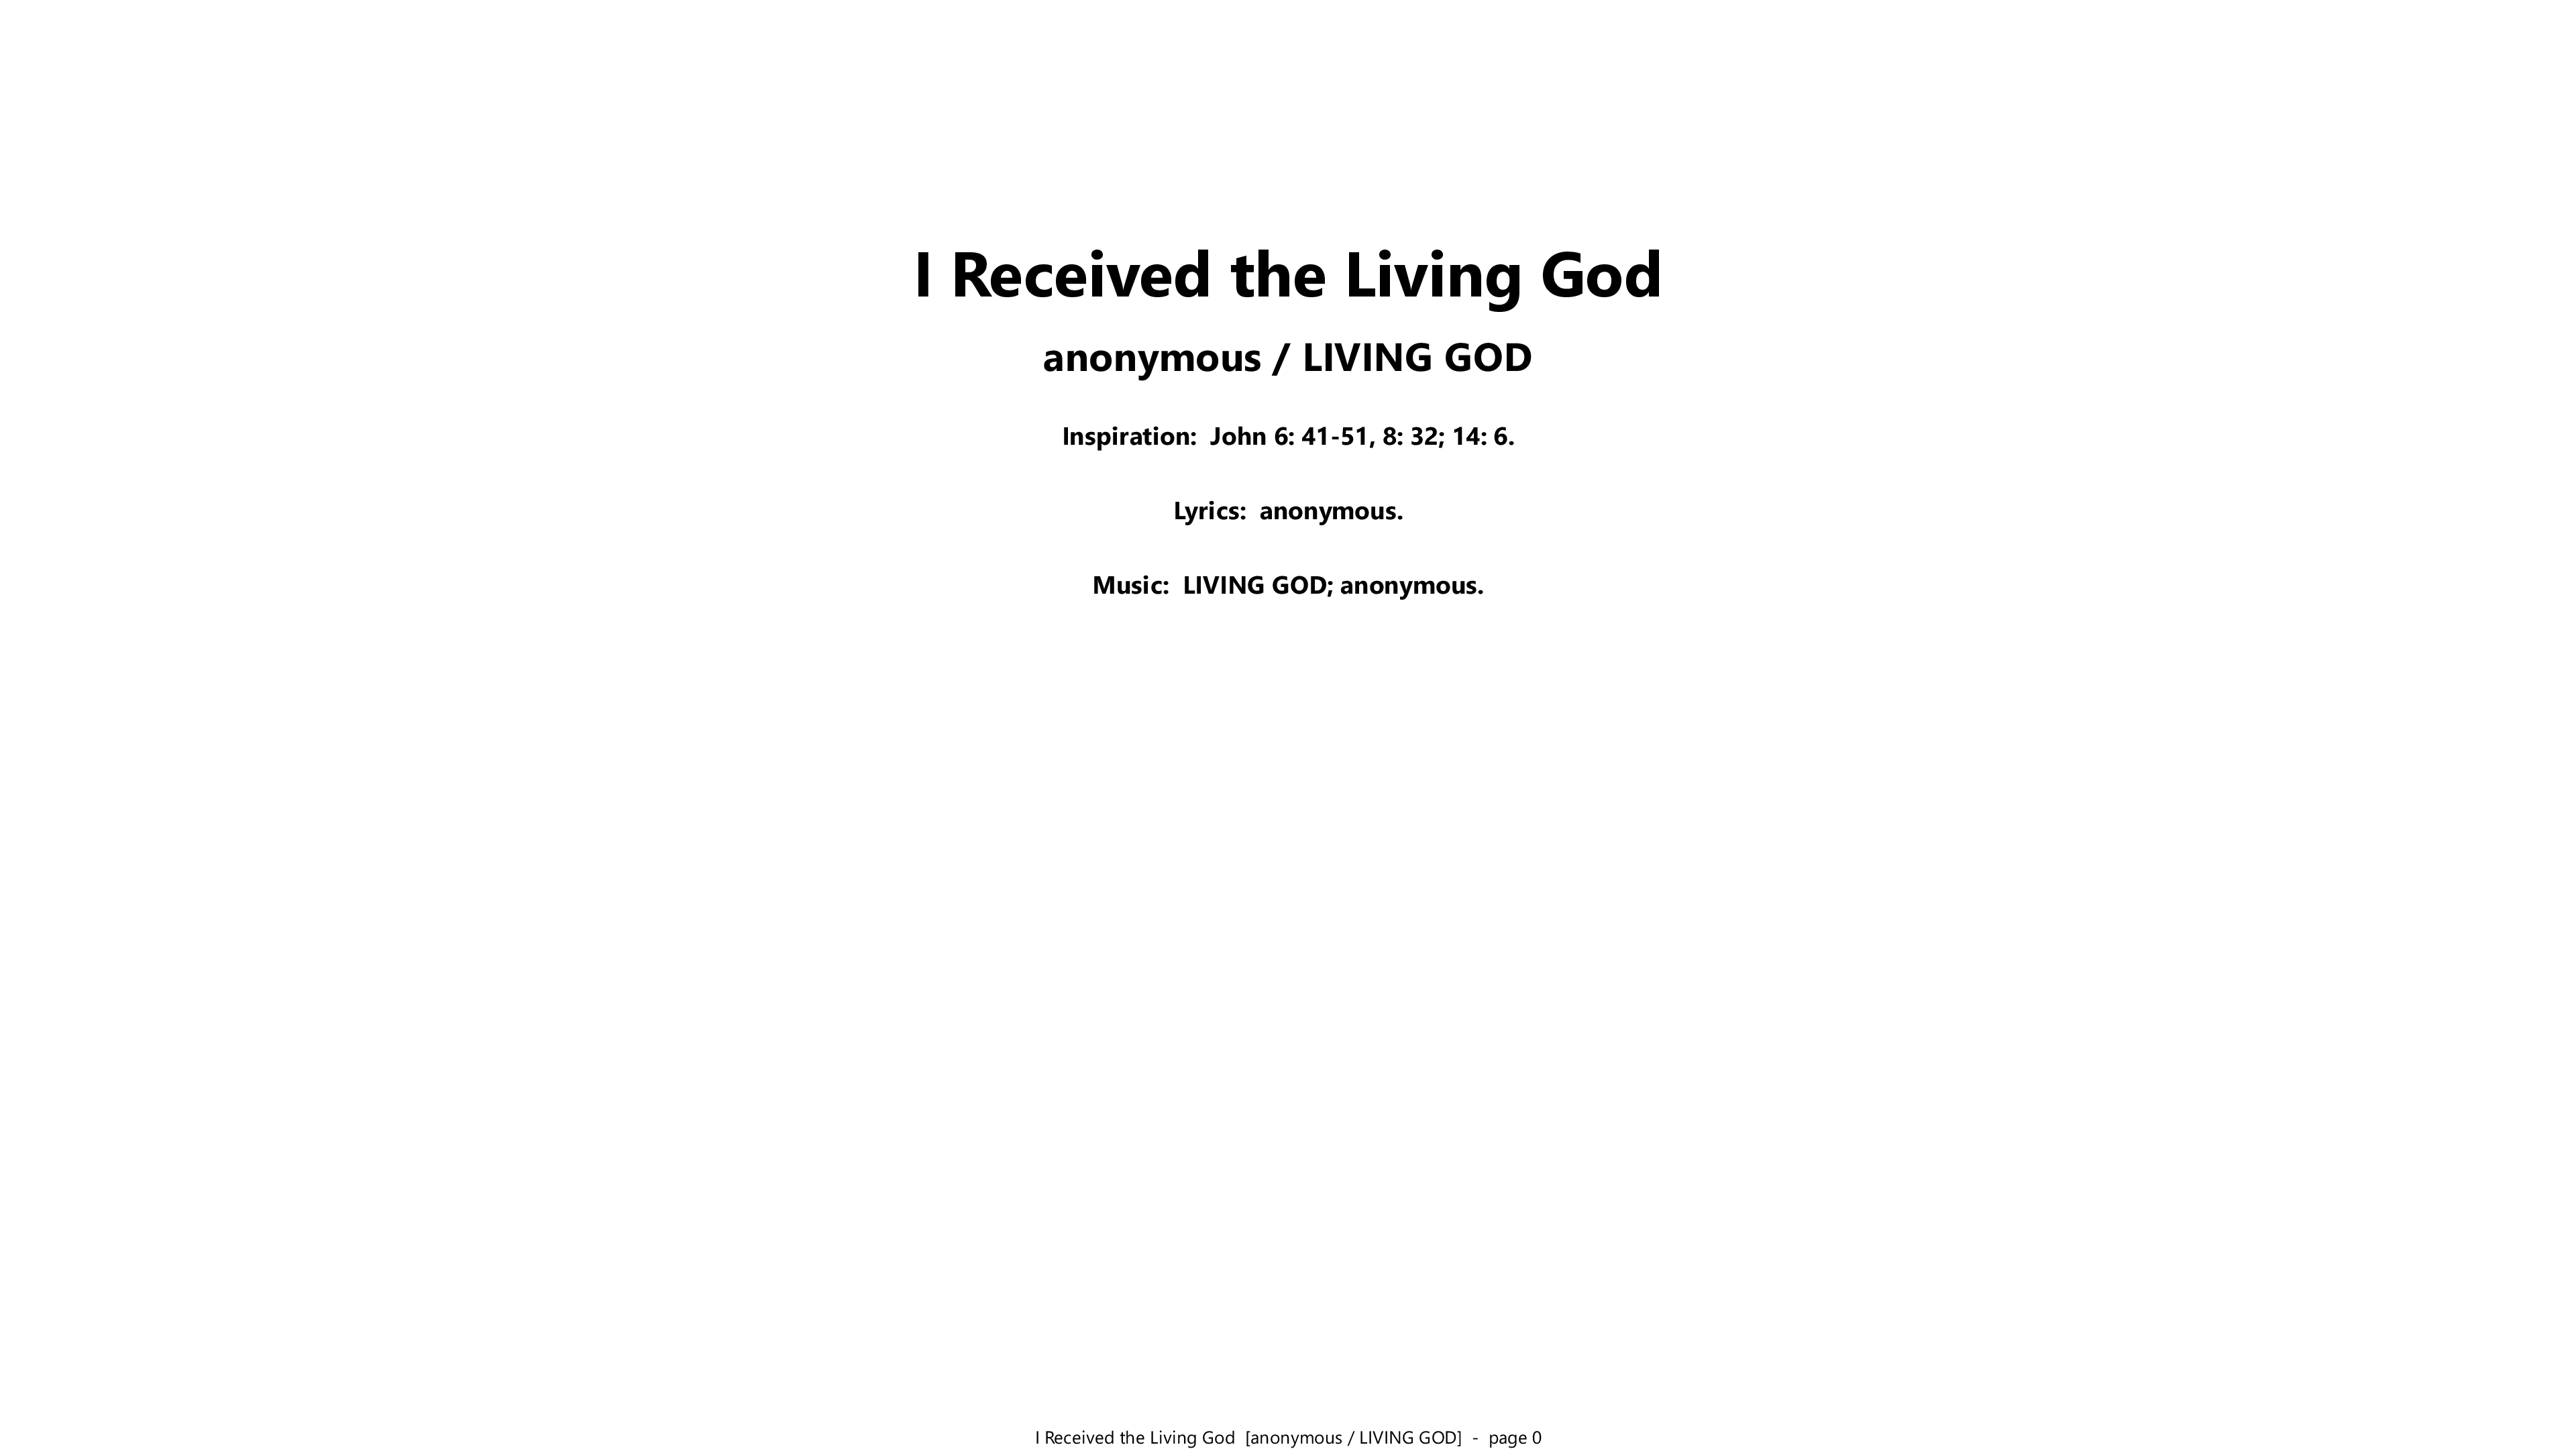 I Received the Living God
anonymous / LIVING GOD
Inspiration:  John 6: 41-51, 8: 32; 14: 6.
Lyrics:  anonymous.
Music:  LIVING GOD; anonymous.
I Received the Living God  [anonymous / LIVING GOD]  -  page 0